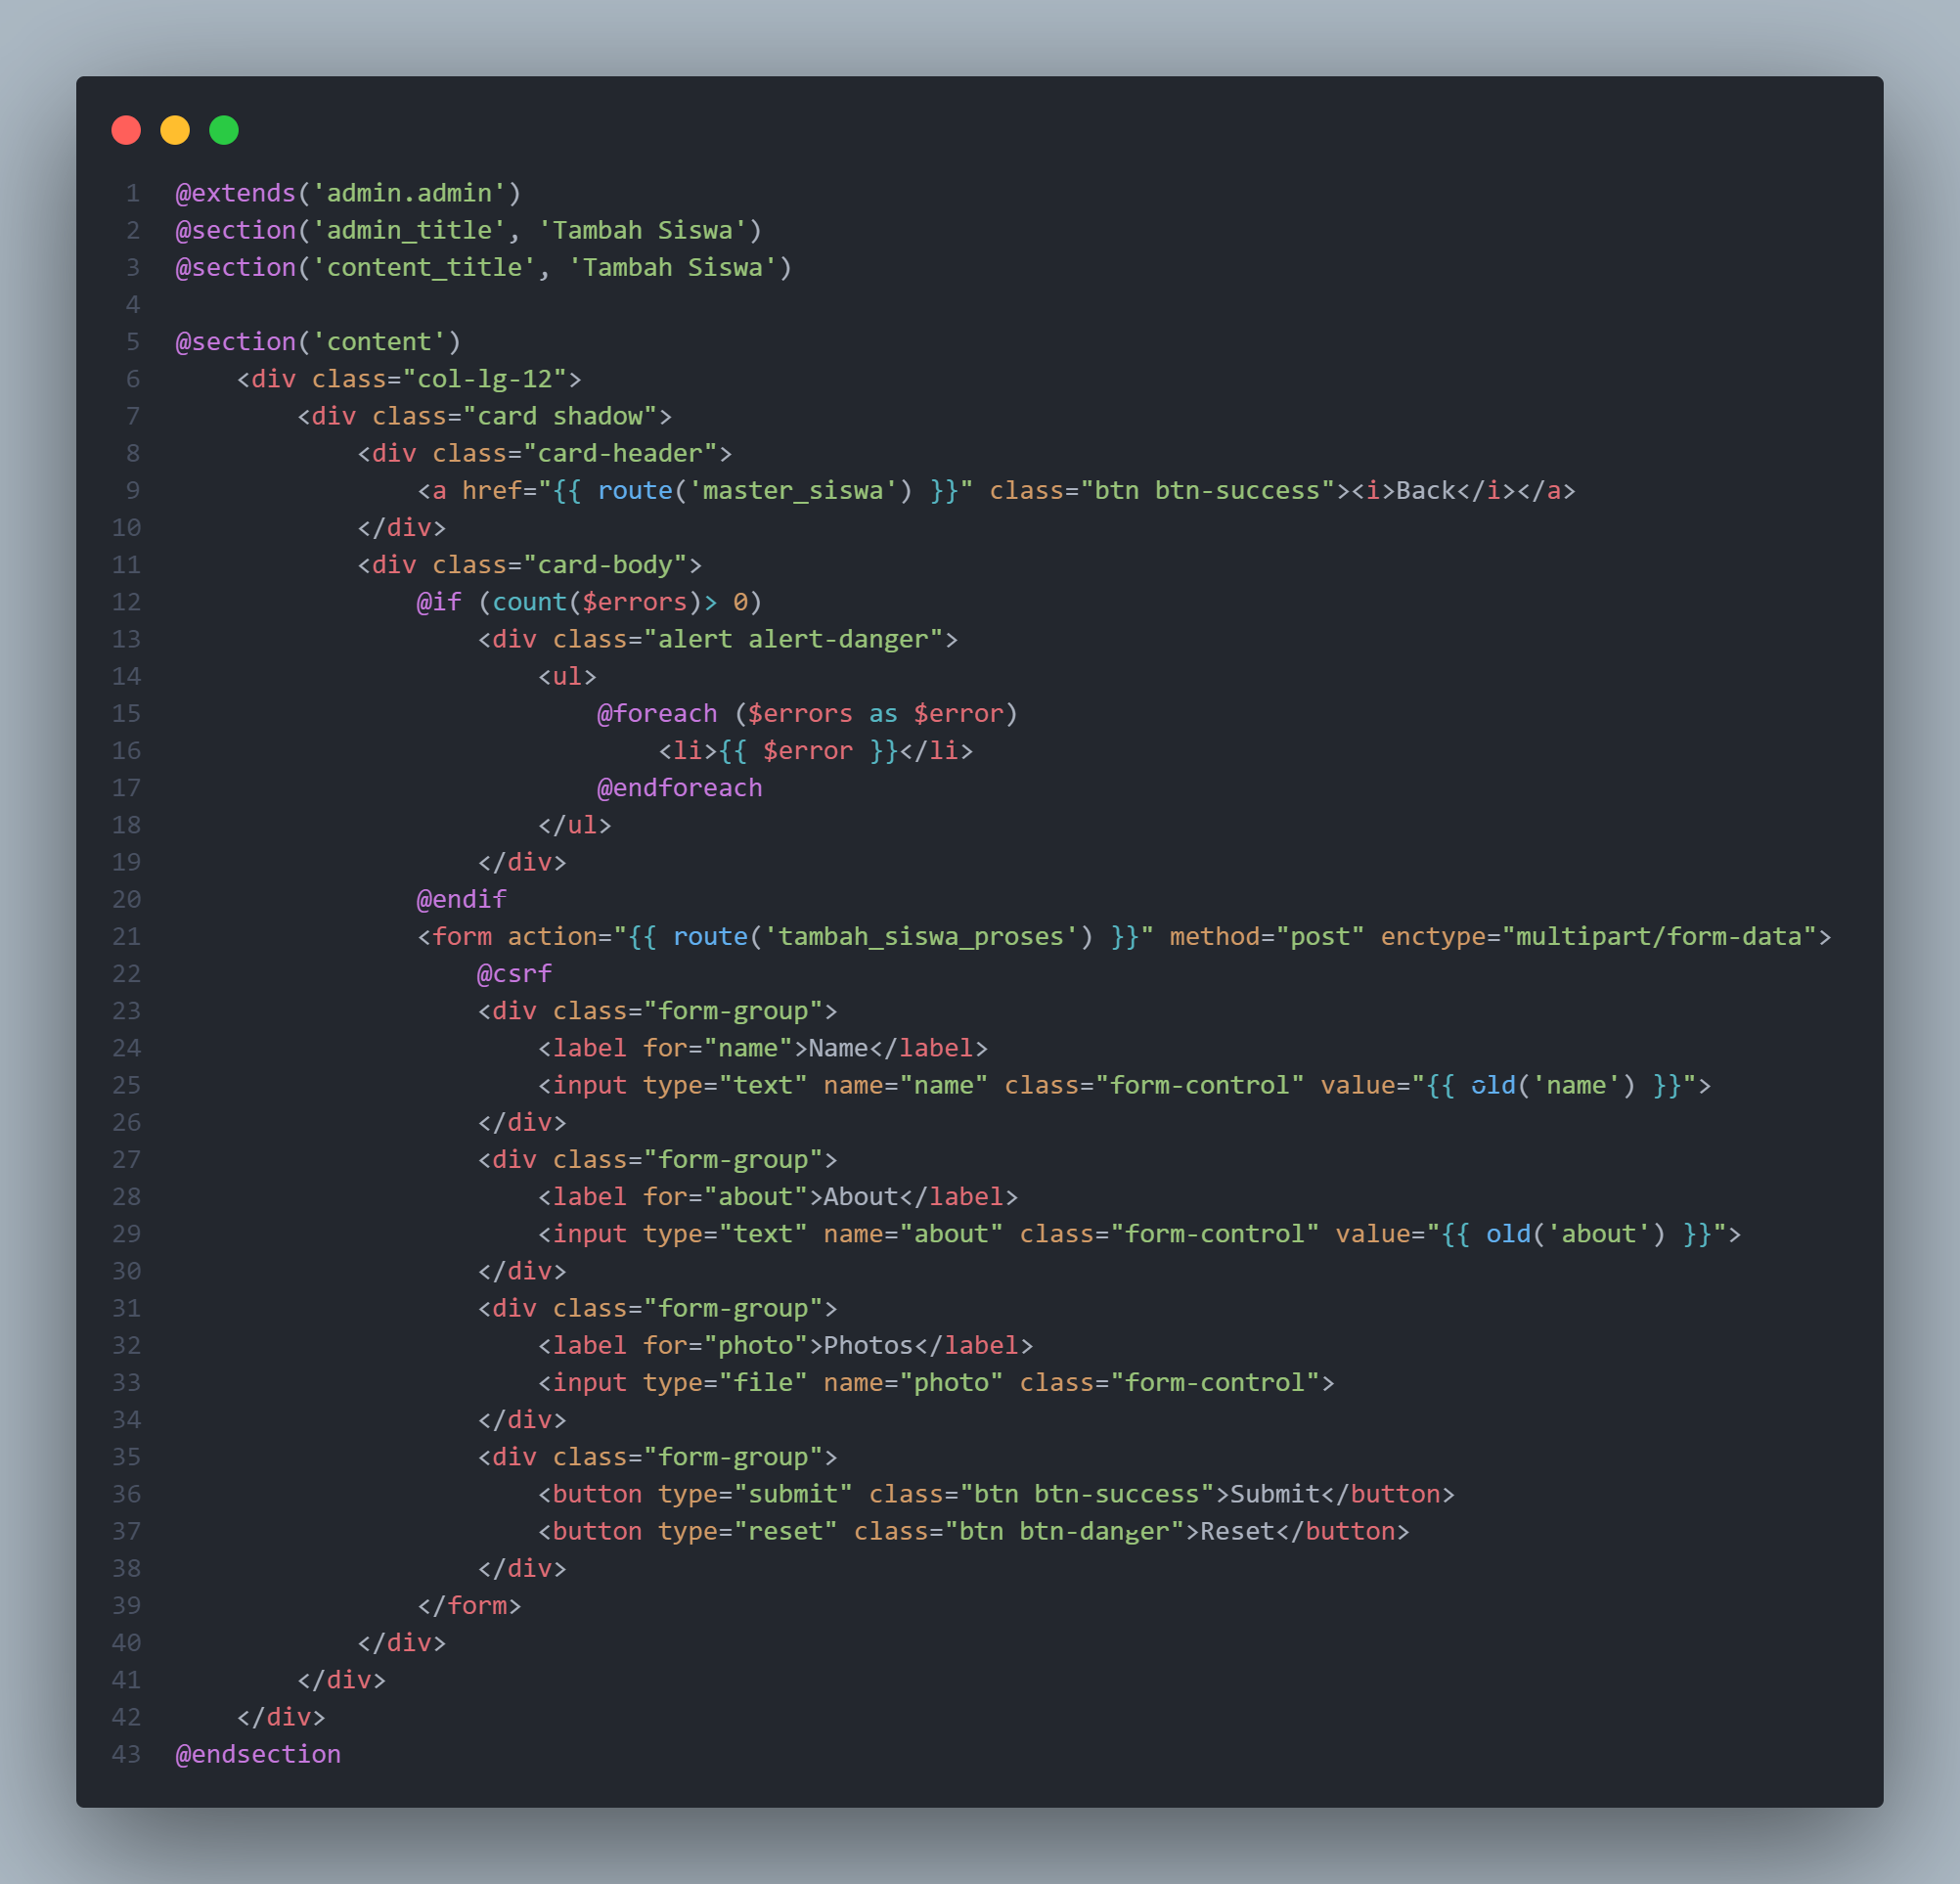 1 @extends('admin.admin')
2 @section('admin_title', 'Tambah Siswa')
3 @section('content_title', 'Tambah Siswa')
4
5 @section('content')
6     <div class="col-lg-12">
7         <div class="card shadow">
8             <div class="card-header">
9                 <a href="{{ route('master_siswa') }}" class="btn btn-success"><i>Back</i></a>
10             </div>
11             <div class="card-body">
12                 @if (count($errors)> 0)
13                     <div class="alert alert-danger">
14                         <ul>
15                             @foreach ($errors as $error)
16                                 <li>{{ $error }}</li>
17                             @endforeach
18                         </ul>
19                     </div>
20                 @endif
21                 <form action="{{ route('tambah_siswa_proses') }}" method="post" enctype="multipart/form-data">
22                     @csrf
23                     <div class="form-group">
24                         <label for="name">Name</label>
25                         <input type="text" name="name" class="form-control" value="{{ old('name') }}">
26                     </div>
27                     <div class="form-group">
28                         <label for="about">About</label>
29                         <input type="text" name="about" class="form-control" value="{{ old('about') }}">
30                     </div>
31                     <div class="form-group">
32                         <label for="photo">Photos</label>
33                         <input type="file" name="photo" class="form-control">
34                     </div>
35                     <div class="form-group">
36                         <button type="submit" class="btn btn-success">Submit</button>
37                         <button type="reset" class="btn btn-danger">Reset</button>
38                     </div>
39                 </form>
40             </div>
41         </div>
42     </div>
43 @endsection